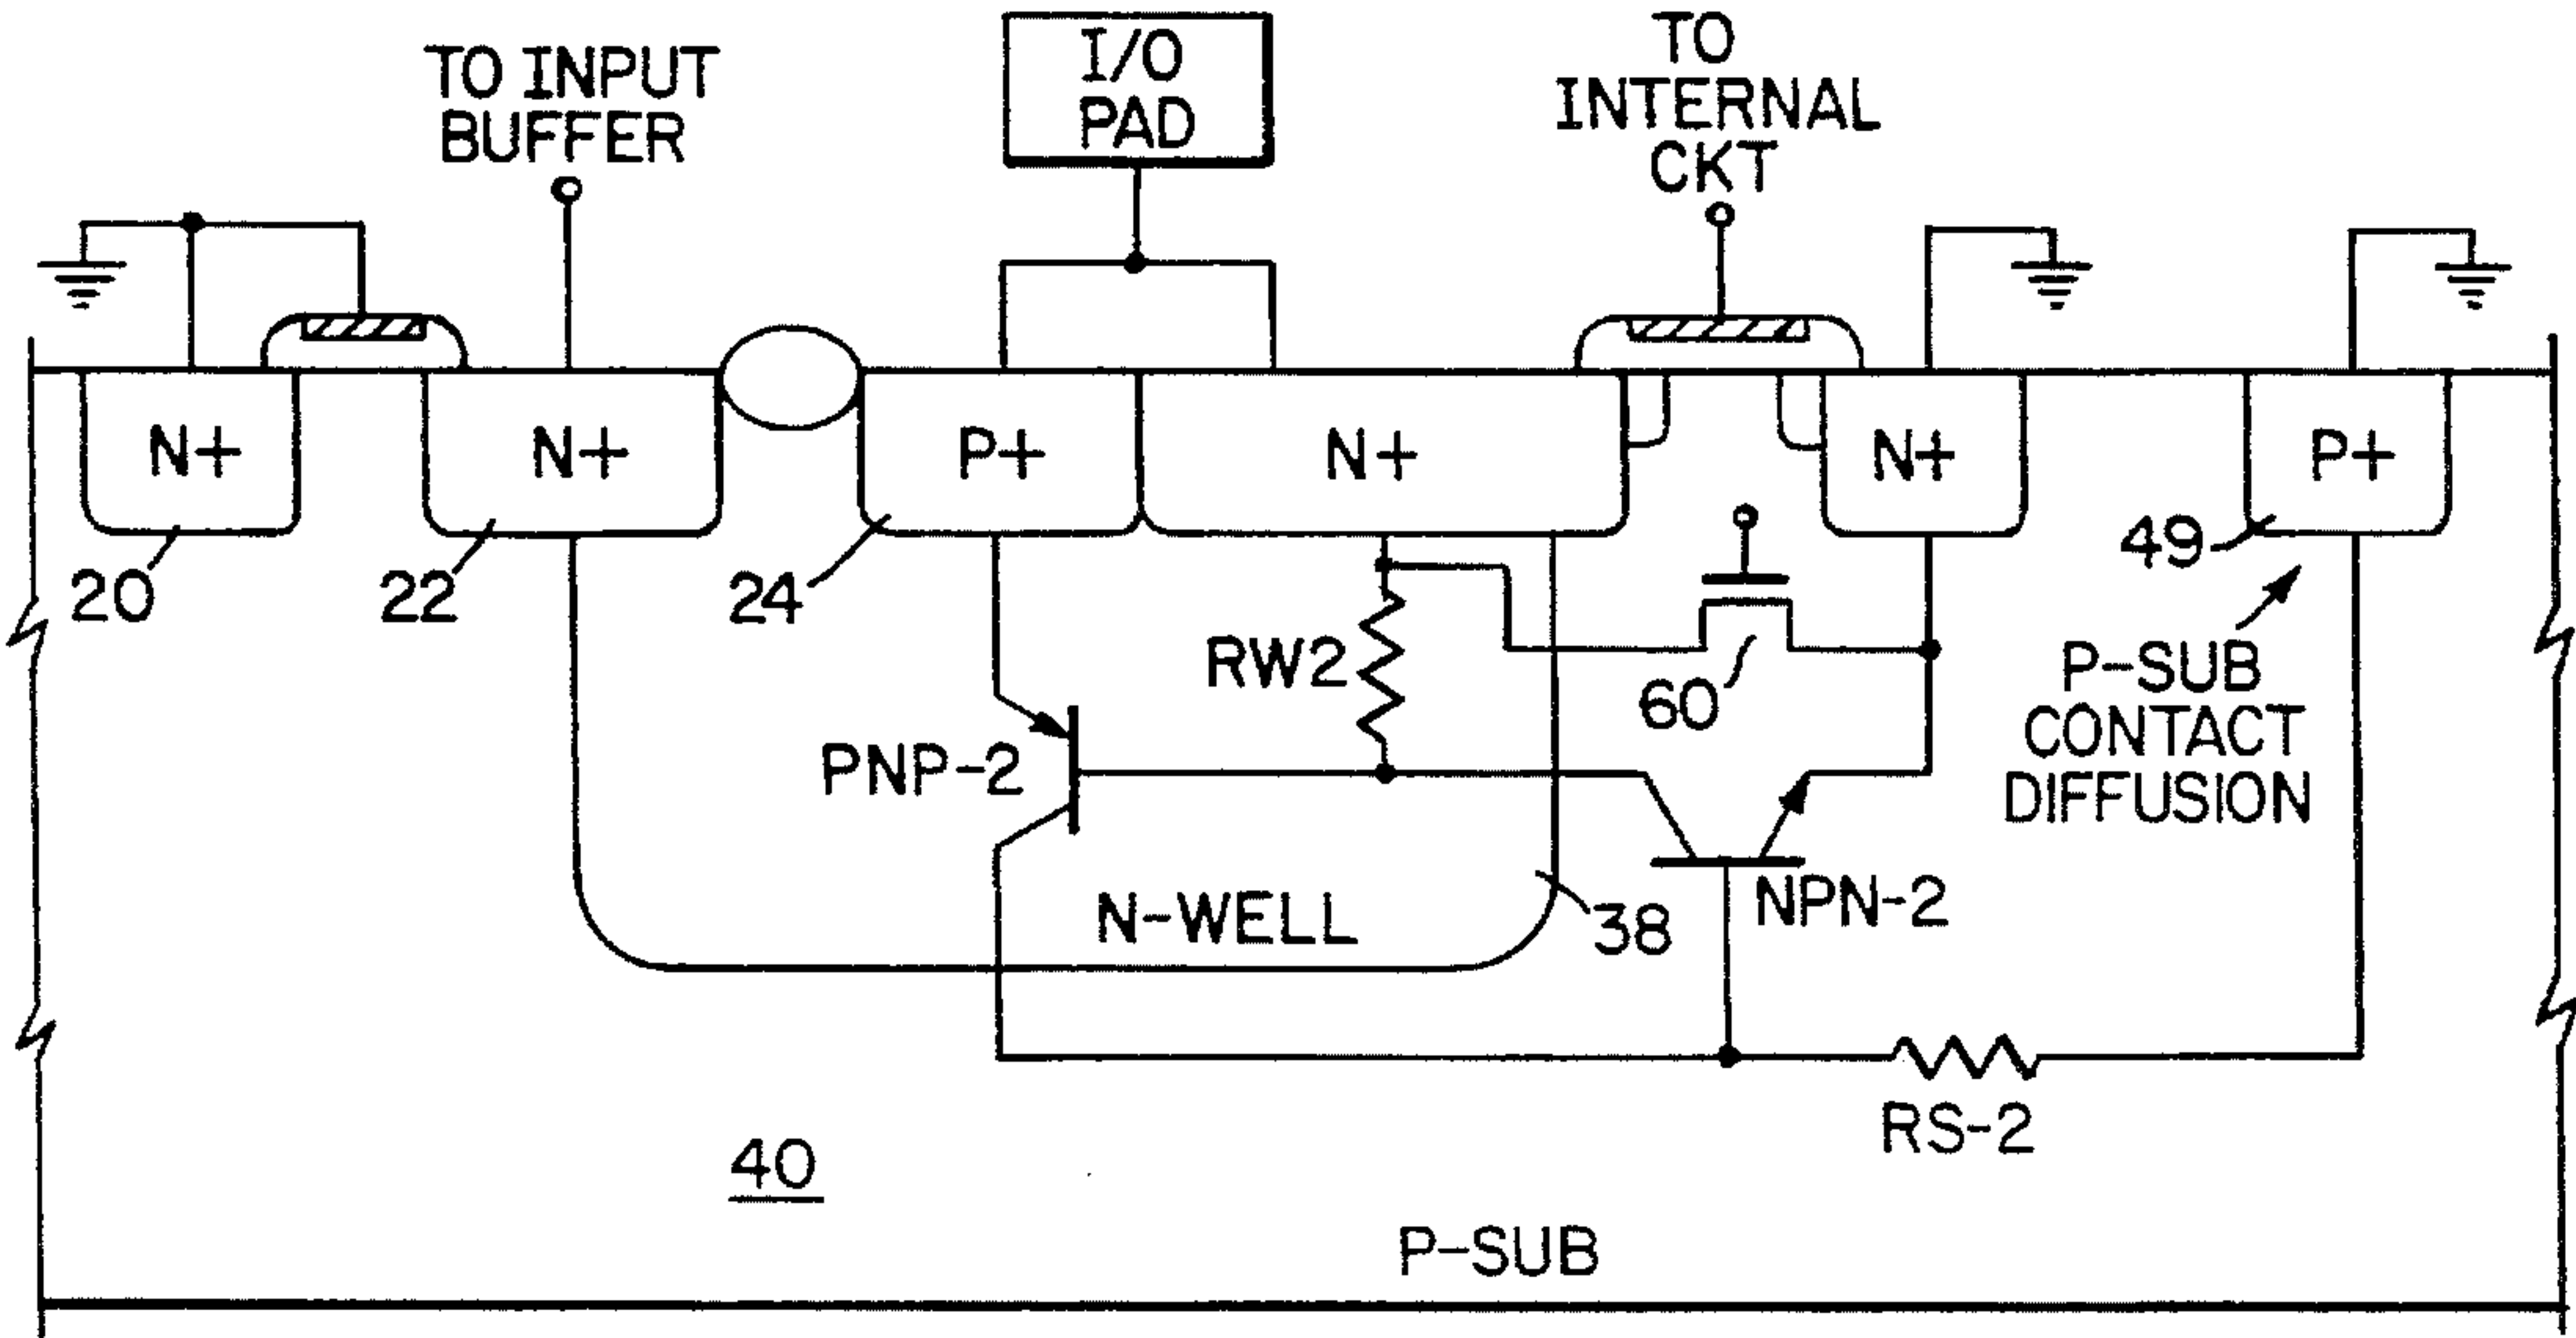 TO INPUT
BUFFER
I/O
PAD
TO
INTERNAL
CKT
N+
N+
P+
N+
N+
P+
20
22
24
49
RW2
60
P-SUB
CONTACT
DIFFUSION
PNP-2
NPN-2
N-WELL
38
RS-2
40
P-SUB